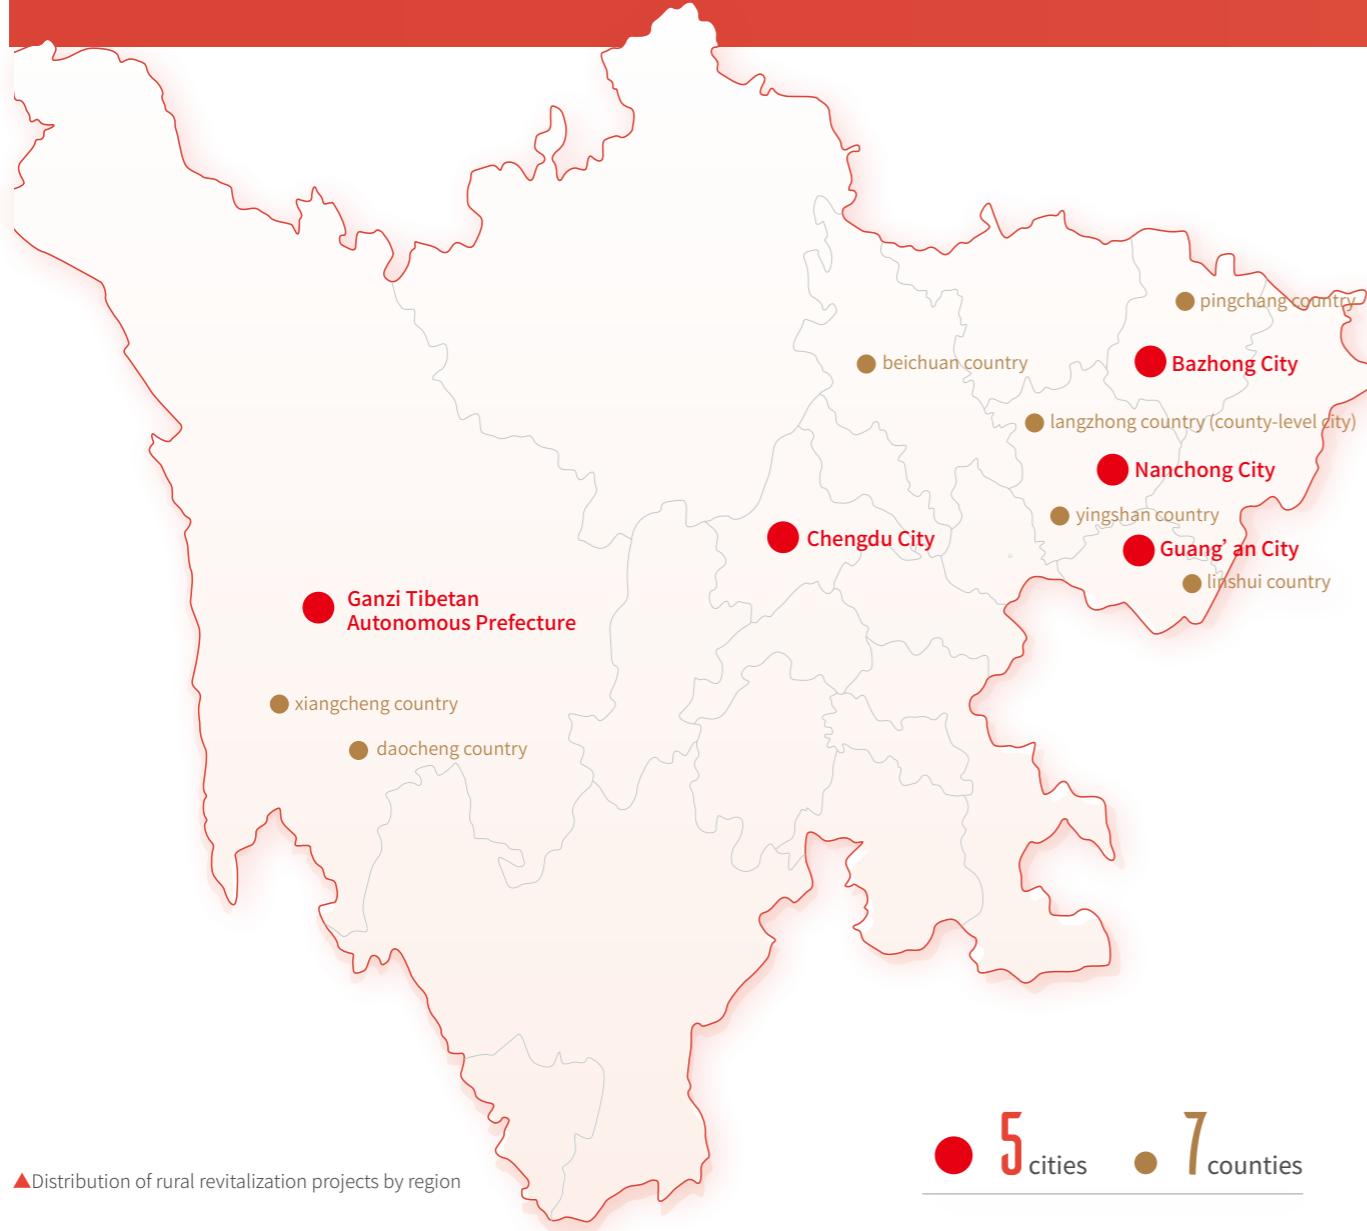 pingchang country
beichuan country
Bazhong City
langzhong country (county-level city)
Nanchong City
yingshan country
Chengdu City
Guang’ an City
linshui country
Ganzi Tibetan
Autonomous Prefecture
xiangcheng country
daocheng country
5 cities
7 counties
▲Distribution of rural revitalization projects by region